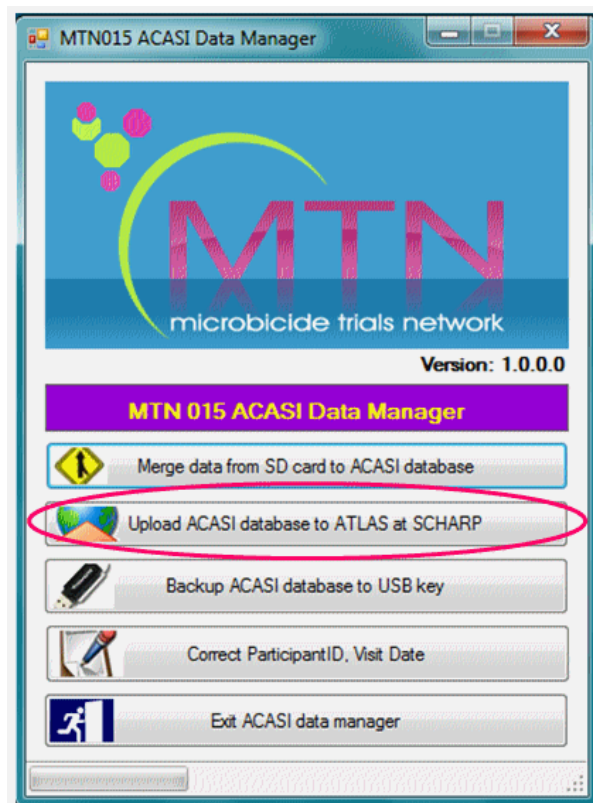 MTN015 ACASI Data Manager
MTN
microbicide trials network
Version: 1.0.0.0
MTN 015 ACASI Data Manager
Merge data from SD card to ACASI database
Upload ACASI database to ATLAS at SCHARP
Backup ACASI database to USB key
Correct ParticipantID, Visit Date
Exit ACASI data manager